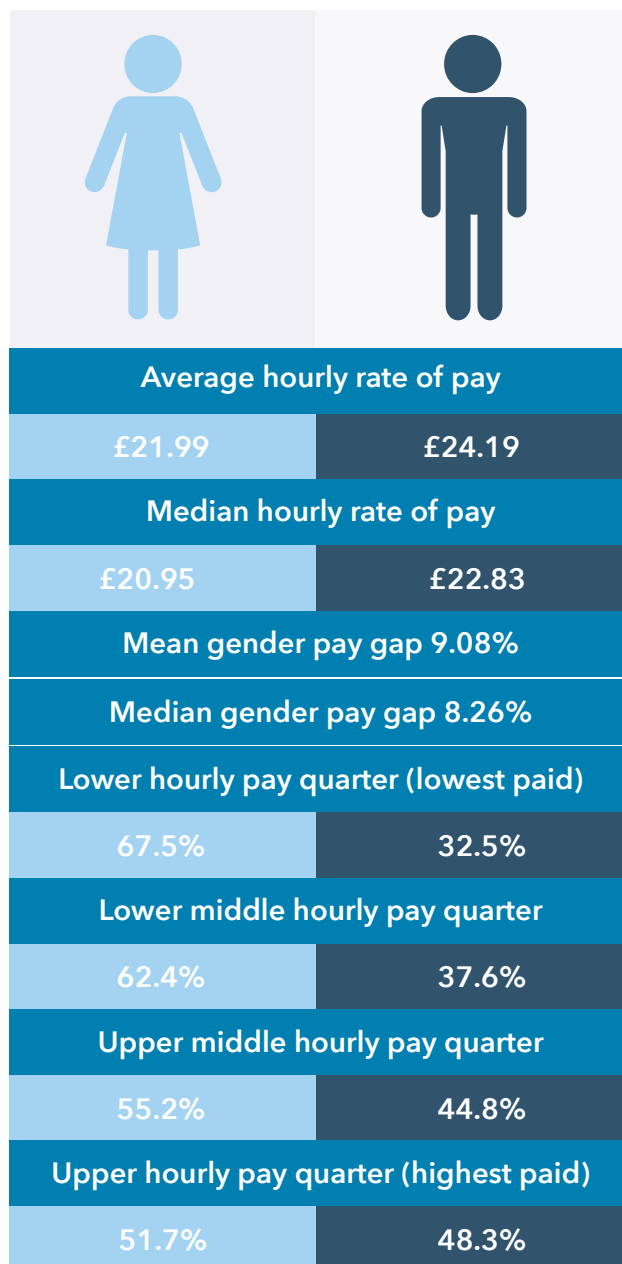 Average hourly rate of pay
£21.99 £24.19
Median hourly rate of pay
£20.95 £22.83
Mean gender pay gap 9.08%
Median gender pay gap 8.26%
Lower hourly pay quarter (lowest paid)
67.5% 32.5%
Lower middle hourly pay quarter
62.4% 37.6%
Upper middle hourly pay quarter
55.2% 44.8%
Upper hourly pay quarter (highest paid)
51.7% 48.3%